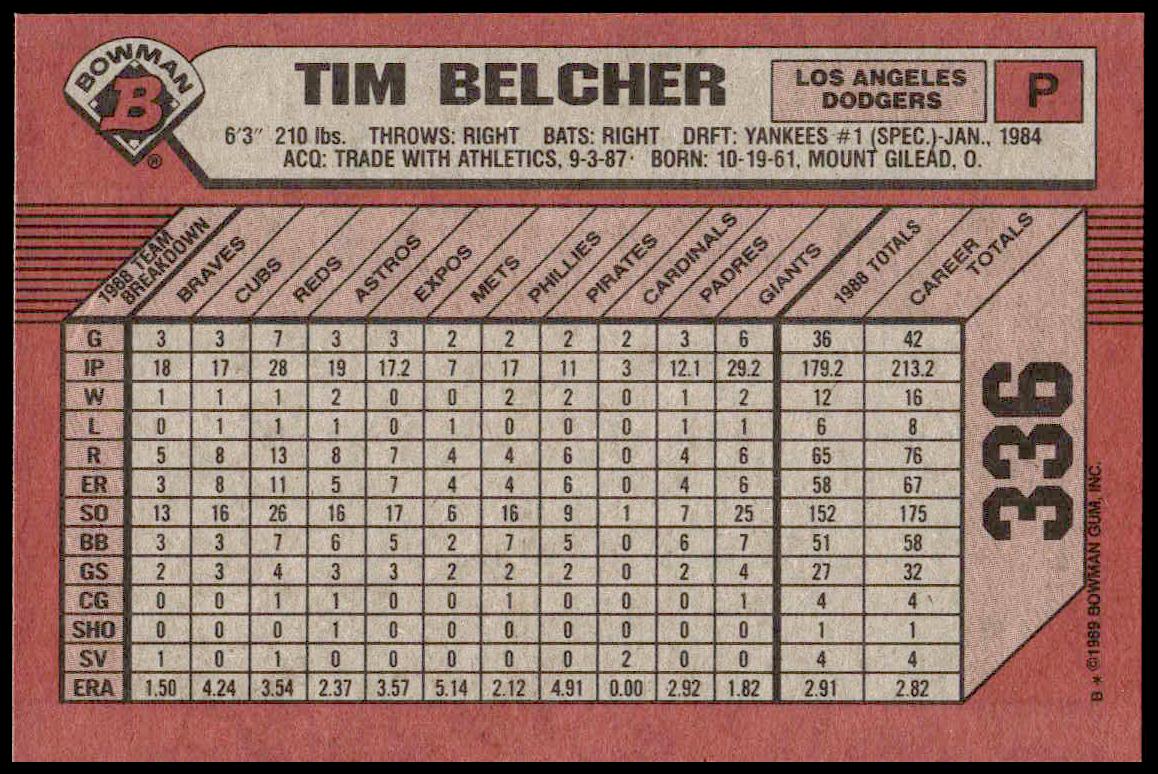 BOWMAN
B
®
TIM BELCHER
LOS ANGELES
DODGERS
P
6'3" 210 lbs. THROWS: RIGHT BATS: RIGHT DRFT: YANKEES #1 (SPEC.)-JAN., 1984
ACQ: TRADE WITH ATHLETICS, 9-3-87 BORN: 10-19-61, MOUNT GILEAD, O.
1988 TEAM BREAKDOWN BRAVES CUBS REDS ASTROS EXPOS METS PHILLIES PIRATES CARDINALS PADRES GIANTS 1988 TOTALS CAREER TOTALS
G 3 3 7 3 3 2 2 2 2 3 6 36 42
IP 18 17 28 19 17.2 7 17 11 3 12.1 29.2 179.2 213.2
W 1 1 1 2 0 0 2 2 0 1 2 12 16
L 0 1 1 1 0 1 0 0 0 1 1 6 8
R 5 8 13 8 7 4 4 6 0 4 6 65 76
ER 3 8 11 5 7 4 4 6 0 4 6 58 67
SO 13 16 26 16 17 6 16 9 1 7 25 152 175
BB 3 3 7 6 5 2 7 5 0 6 7 51 58
GS 2 3 4 3 3 2 2 2 0 2 4 27 32
CG 0 0 1 1 0 0 1 0 0 0 1 4 4
SHO 0 0 0 1 0 0 0 0 0 0 0 1 1
SV 1 0 1 0 0 0 0 0 2 0 0 4 4
ERA 1.50 4.24 3.54 2.37 3.57 5.14 2.12 4.91 0.00 2.92 1.82 2.91 2.82
336
B * ©1989 BOWMAN GUM, INC.